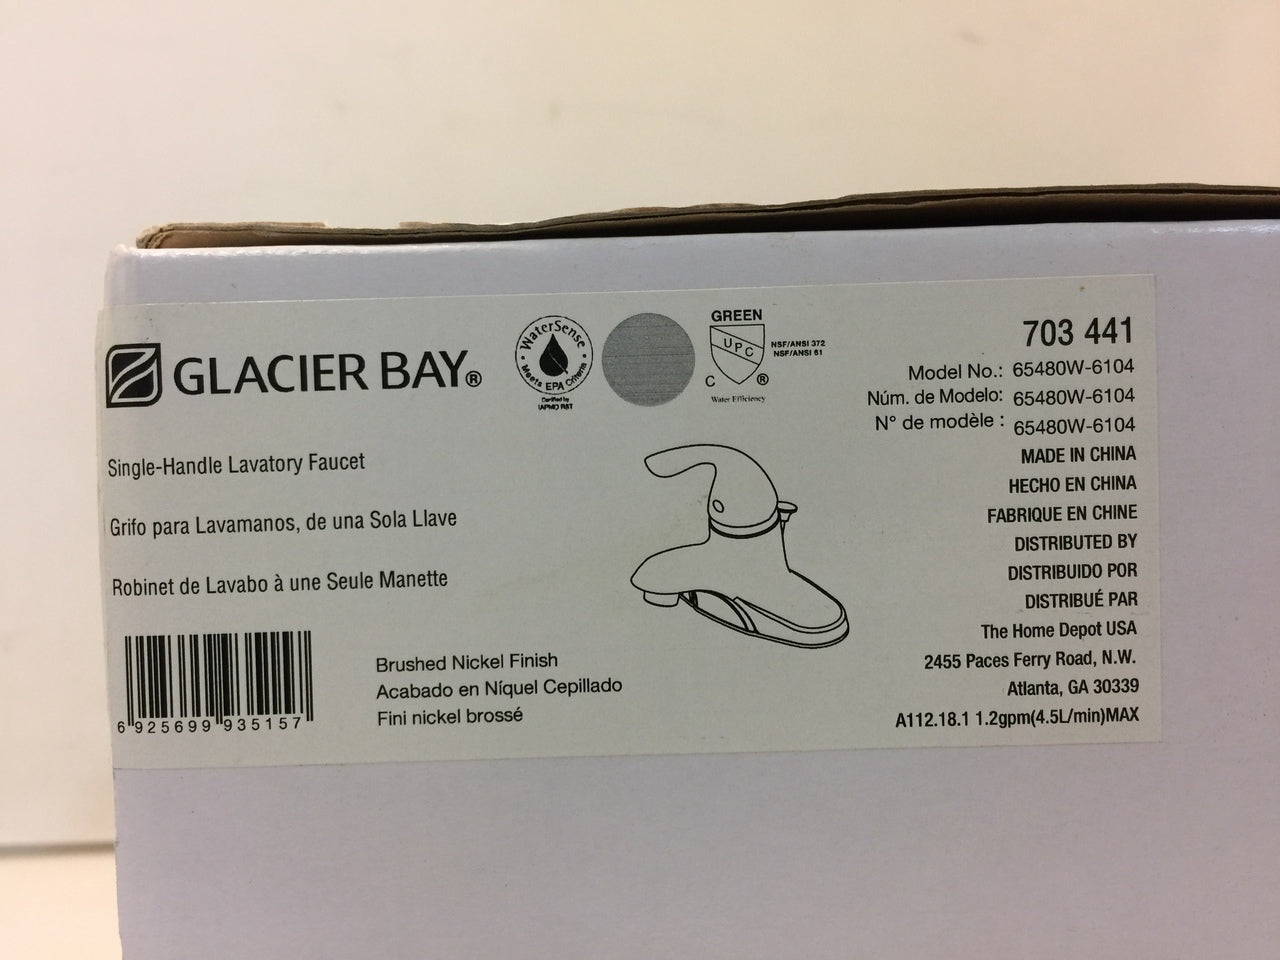 GLACIER BAY®
WaterSense
Meets EPA Criteria
Certified by
IAPMO R&T
GREEN
UPC
C ®
NSF/ANSI 372
NSF/ANSI 61
Water Efficiency
703 441
Model No.: 65480W-6104
Núm. de Modelo: 65480W-6104
N° de modèle : 65480W-6104
MADE IN CHINA
HECHO EN CHINA
FABRIQUE EN CHINE
DISTRIBUTED BY
DISTRIBUIDO POR
DISTRIBUÉ PAR
The Home Depot USA
2455 Paces Ferry Road, N.W.
Atlanta, GA 30339
A112.18.1 1.2gpm(4.5L/min)MAX
Single-Handle Lavatory Faucet
Grifo para Lavamanos, de una Sola Llave
Robinet de Lavabo à une Seule Manette
Brushed Nickel Finish
Acabado en Níquel Cepillado
Fini nickel brossé
6 925699 935157